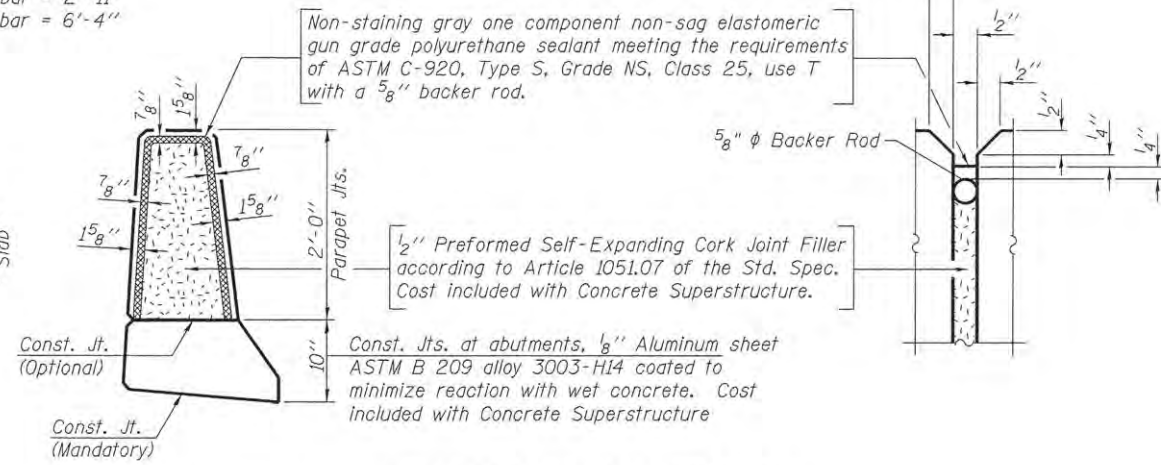 bar = 6'-4"
Non-staining gray one component non-sag elastomeric
gun grade polyurethane sealant meeting the requirements
of ASTM C-920, Type S, Grade NS, Class 25, use T
with a 5/8" backer rod.
7/8"
1 5/8"
1/2"
1/2"
1/2"
1/4"
1/4"
5/8" ϕ Backer Rod
7/8"
7/8"
1 5/8"
1 5/8"
2'-0"
Parapet Jts.
Slab
1/2" Preformed Self-Expanding Cork Joint Filler
according to Article 1051.07 of the Std. Spec.
Cost included with Concrete Superstructure.
Const. Jt.
(Optional)
10"
Const. Jts. at abutments, 1/8" Aluminum sheet
ASTM B 209 alloy 3003-H14 coated to
minimize reaction with wet concrete. Cost
included with Concrete Superstructure
Const. Jt.
(Mandatory)